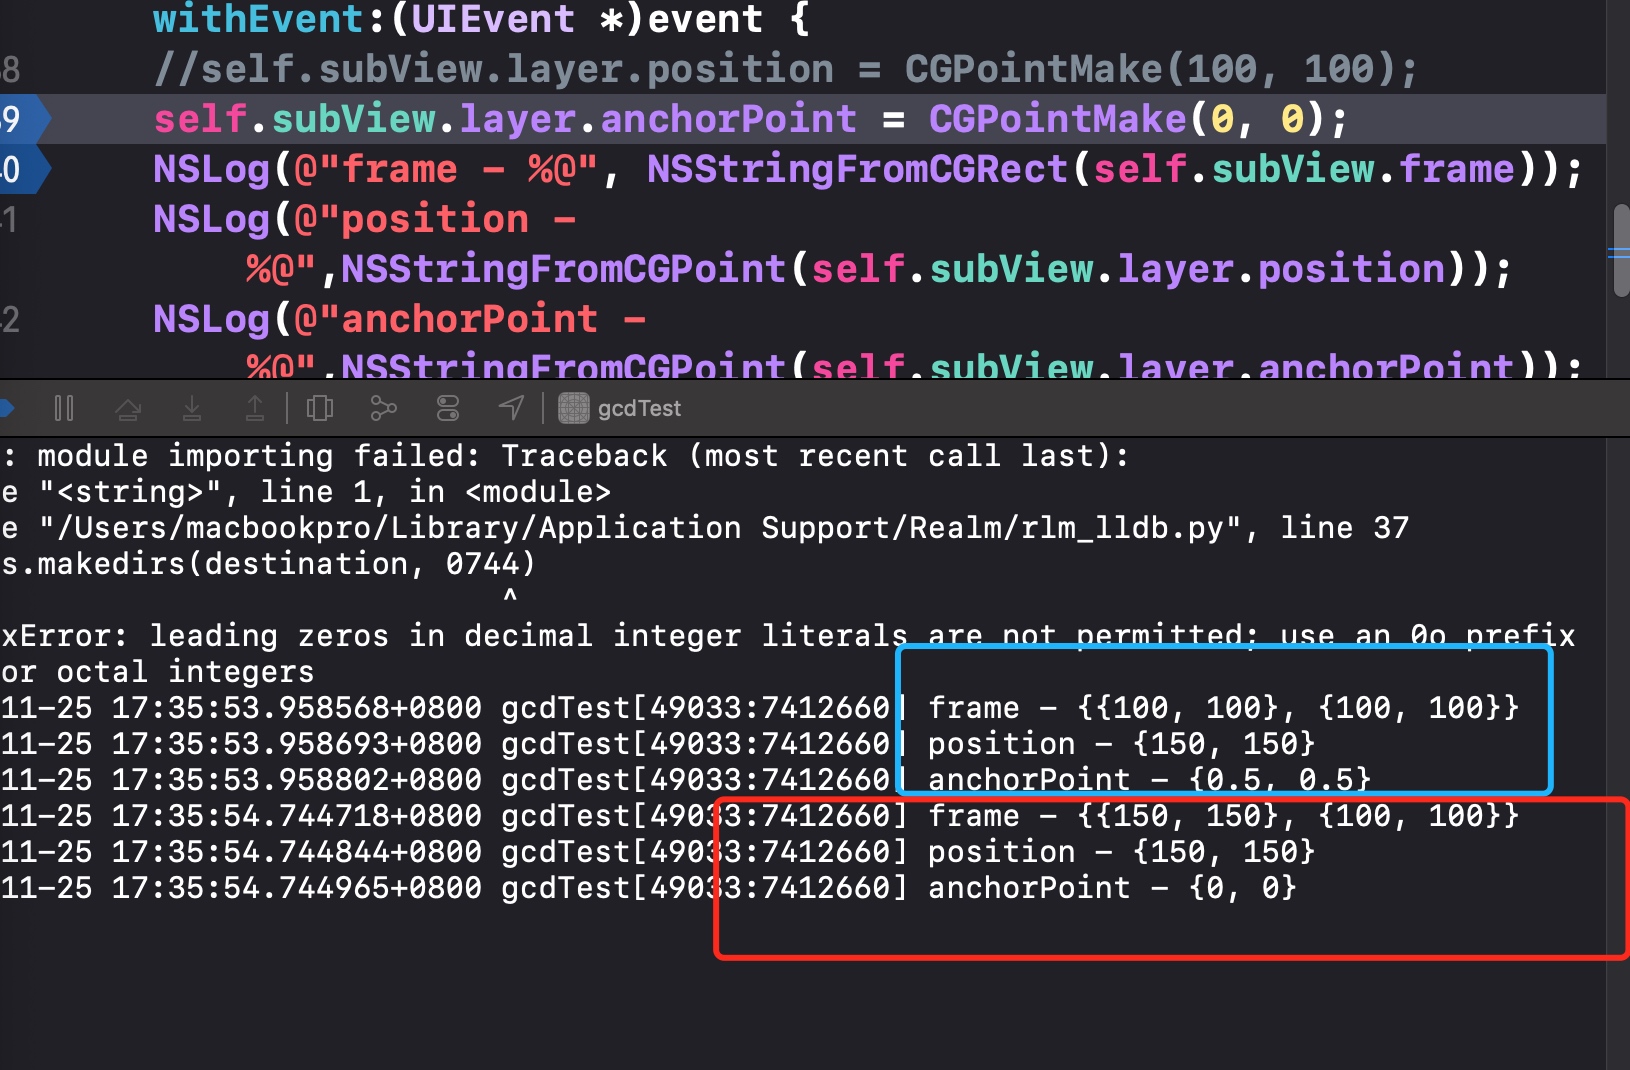 withEvent:(UIEvent *)event {
8 //self.subView.layer.position = CGPointMake(100, 100);
9 self.subView.layer.anchorPoint = CGPointMake(0, 0);
0 NSLog(@"frame - %@", NSStringFromCGRect(self.subView.frame));
1 NSLog(@"position -
%@",NSStringFromCGPoint(self.subView.layer.position));
2 NSLog(@"anchorPoint -
%@",NSStringFromCGPoint(self.subView.layer.anchorPoint));
gcdTest
: module importing failed: Traceback (most recent call last):
e "<string>", line 1, in <module>
e "/Users/macbookpro/Library/Application Support/Realm/rlm_lldb.py", line 37
s.makedirs(destination, 0744)
^
xError: leading zeros in decimal integer literals are not permitted; use an 0o prefix
or octal integers
11-25 17:35:53.958568+0800 gcdTest[49033:7412660] frame - {{100, 100}, {100, 100}}
11-25 17:35:53.958693+0800 gcdTest[49033:7412660] position - {150, 150}
11-25 17:35:53.958802+0800 gcdTest[49033:7412660] anchorPoint - {0.5, 0.5}
11-25 17:35:54.744718+0800 gcdTest[49033:7412660] frame - {{150, 150}, {100, 100}}
11-25 17:35:54.744844+0800 gcdTest[49033:7412660] position - {150, 150}
11-25 17:35:54.744965+0800 gcdTest[49033:7412660] anchorPoint - {0, 0}